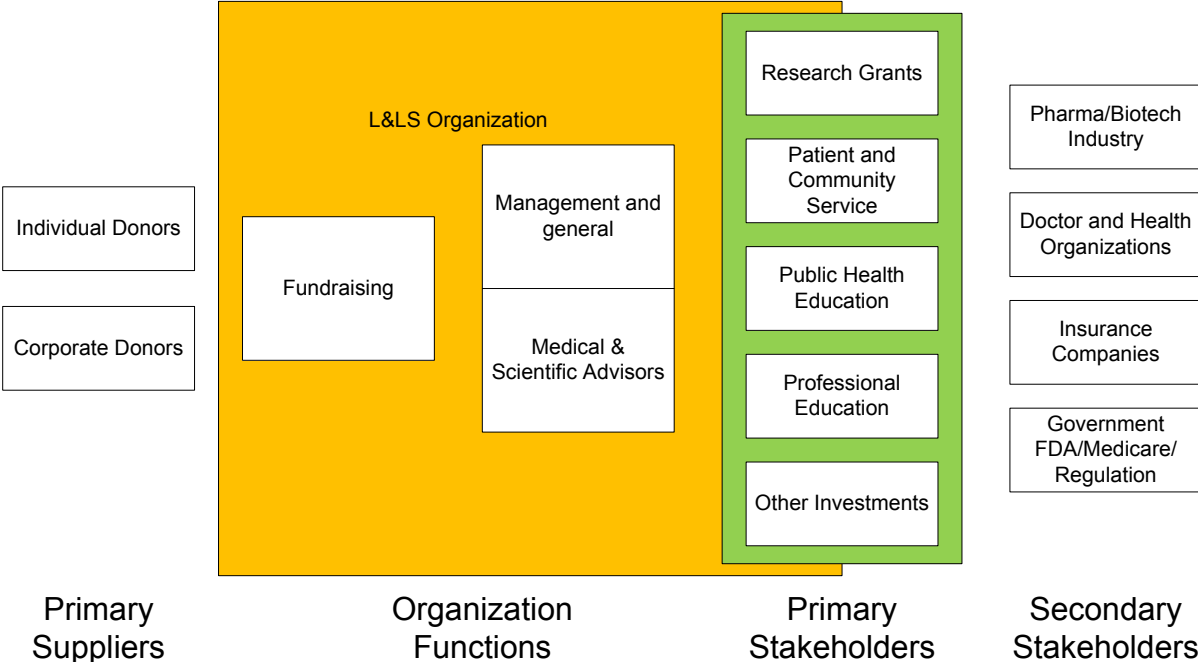 Individual Donors
Corporate Donors
L&LS Organization
Fundraising
Management and
general
Medical &
Scientific Advisors
Research Grants
Patient and
Community
Service
Public Health
Education
Professional
Education
Other Investments
Pharma/Biotech
Industry
Doctor and Health
Organizations
Insurance
Companies
Government
FDA/Medicare/
Regulation
Primary
Suppliers
Organization
Functions
Primary
Stakeholders
Secondary
Stakeholders